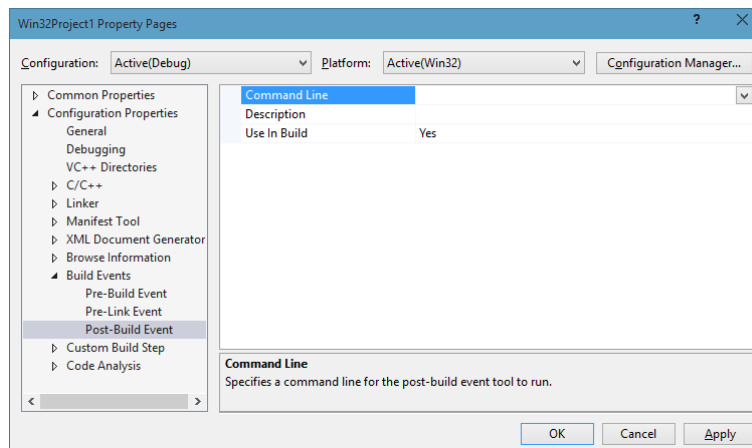 Win32Project1 Property Pages
?
Configuration: Active(Debug) Platform: Active(Win32) Configuration Manager...
Common Properties
Configuration Properties
General
Debugging
VC++ Directories
C/C++
Linker
Manifest Tool
XML Document Generator
Browse Information
Build Events
Pre-Build Event
Pre-Link Event
Post-Build Event
Custom Build Step
Code Analysis
Command Line
Description
Use In Build Yes
Command Line
Specifies a command line for the post-build event tool to run.
OK Cancel Apply